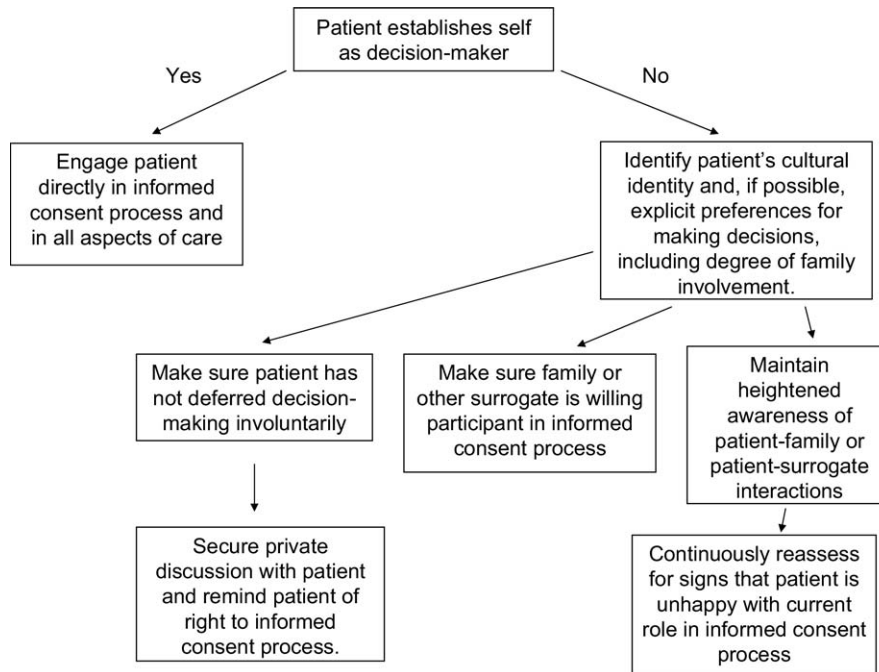 Patient establishes self
as decision-maker
Yes
No
Engage patient
directly in informed
consent process and
in all aspects of care
Identify patient’s cultural
identity and, if possible,
explicit preferences for
making decisions,
including degree of family
involvement.
Make sure patient has
not deferred decision-
making involuntarily
Make sure family or
other surrogate is willing
participant in informed
consent process
Maintain
heightened
awareness of
patient-family or
patient-surrogate
interactions
Secure private
discussion with patient
and remind patient of
right to informed
consent process.
Continuously reassess
for signs that patient is
unhappy with current
role in informed consent
process